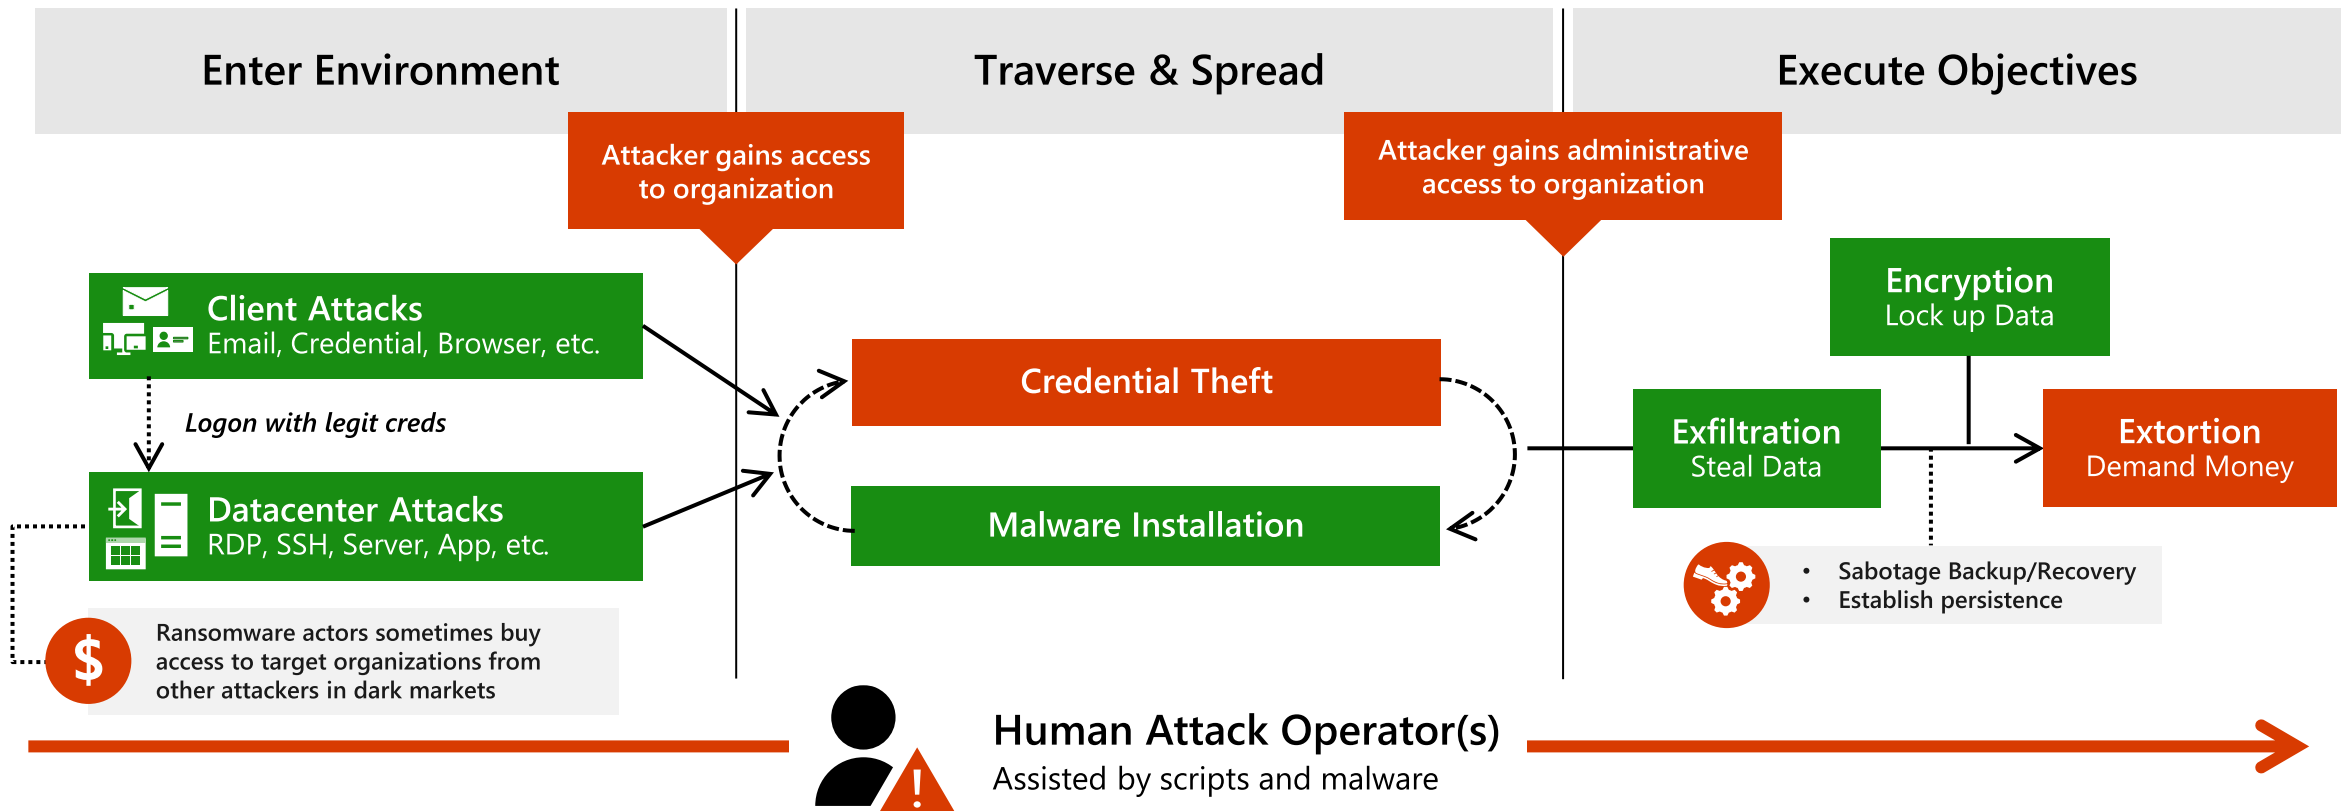 Enter Environment
Traverse & Spread
Execute Objectives
Attacker gains access
to organization
Attacker gains administrative
access to organization
Client Attacks
Email, Credential, Browser, etc.
Logon with legit creds
Datacenter Attacks
RDP, SSH, Server, App, etc.
$
Ransomware actors sometimes buy
access to target organizations from
other attackers in dark markets
Credential Theft
Malware Installation
Encryption
Lock up Data
Exfiltration
Steal Data
Extortion
Demand Money
• Sabotage Backup/Recovery
• Establish persistence
!
Human Attack Operator(s)
Assisted by scripts and malware